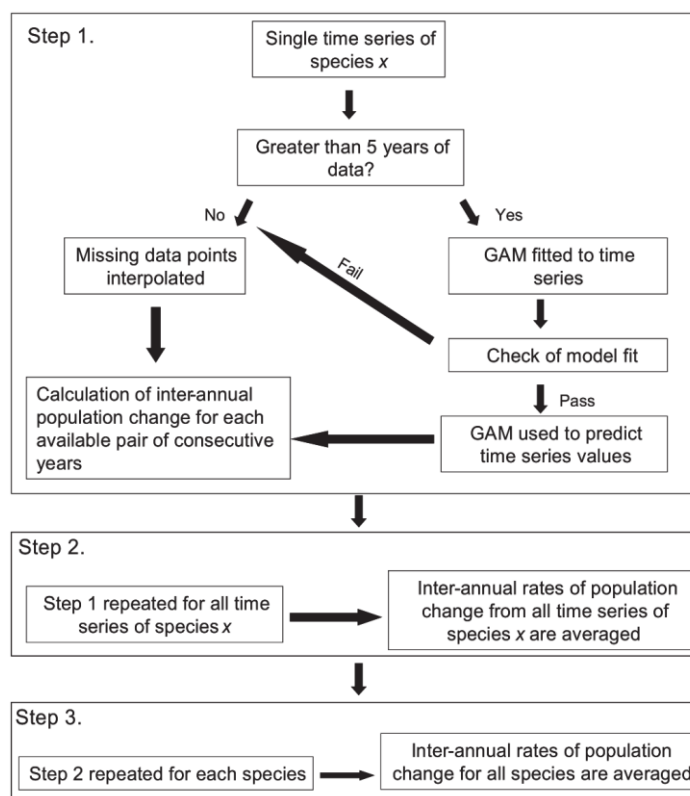 Step 1.
Single time series of
species x
Greater than 5 years of
data?
No
Yes
Missing data points
interpolated
GAM fitted to time
series
Fail
Check of model fit
Pass
Calculation of inter-annual
population change for each
available pair of consecutive
years
GAM used to predict
time series values
Step 2.
Step 1 repeated for all time
series of species x
Inter-annual rates of population
change from all time series of
species x are averaged
Step 3.
Step 2 repeated for each species
Inter-annual rates of population
change for all species are averaged